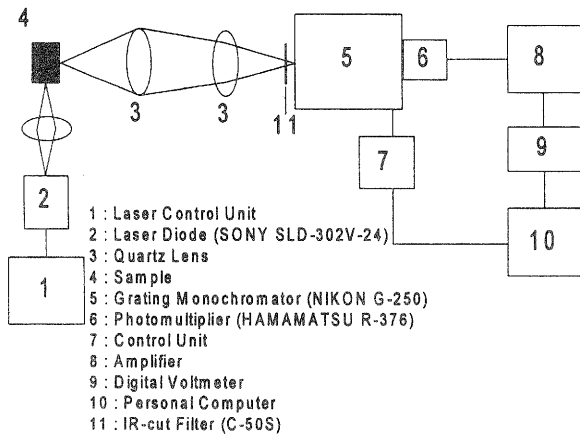 4
5
6
8
3
3
11
7
9
2
10
1
1 : Laser Control Unit
2 : Laser Diode (SONY SLD-302V-24)
3 : Quartz Lens
4 : Sample
5 : Grating Monochromator (NIKON G-250)
6 : Photomultiplier (HAMAMATSU R-376)
7 : Control Unit
8 : Amplifier
9 : Digital Voltmeter
10 : Personal Computer
11 : IR-cut Filter (C-50S)